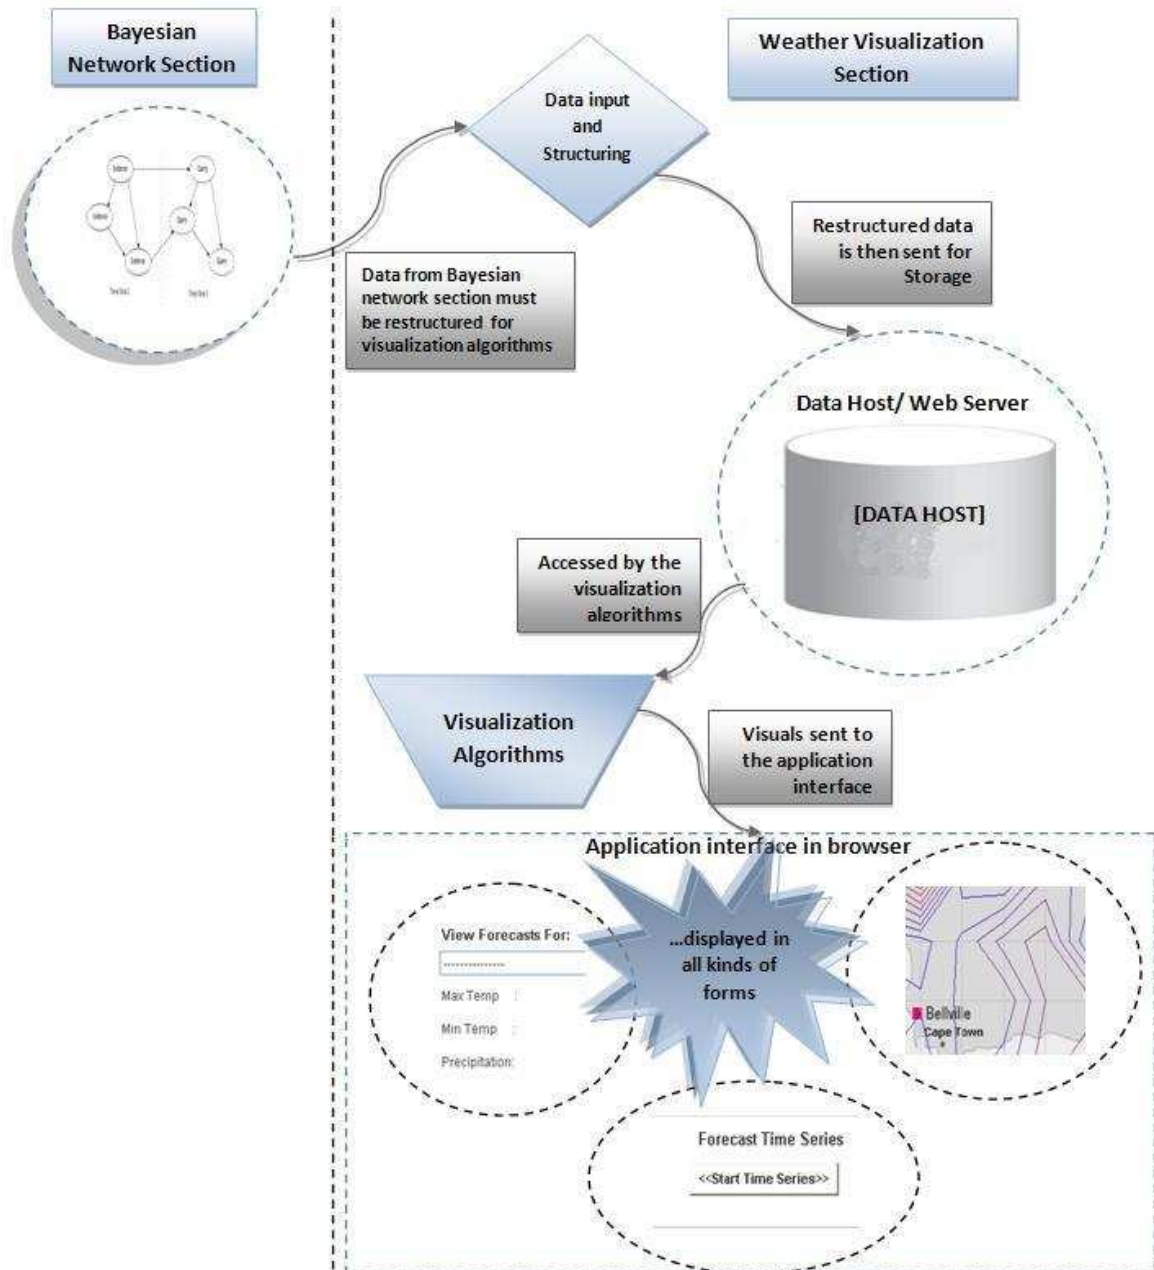 Bayesian
Network Section
Weather Visualization
Section
Data input
and
Structuring
Restructured data
is then sent for
Storage
Data from Bayesian
network section must
be restructured for
visualization algorithms
Data Host/ Web Server
[DATA HOST]
Accessed by the
visualization
algorithms
Visualization
Algorithms
Visuals sent to
the application
interface
Application interface in browser
View Forecasts For:
---------------
Max Temp :
Min Temp :
Precipitation:
...displayed in
all kinds of
forms
Bellville
Cape Town
Forecast Time Series
<<Start Time Series>>